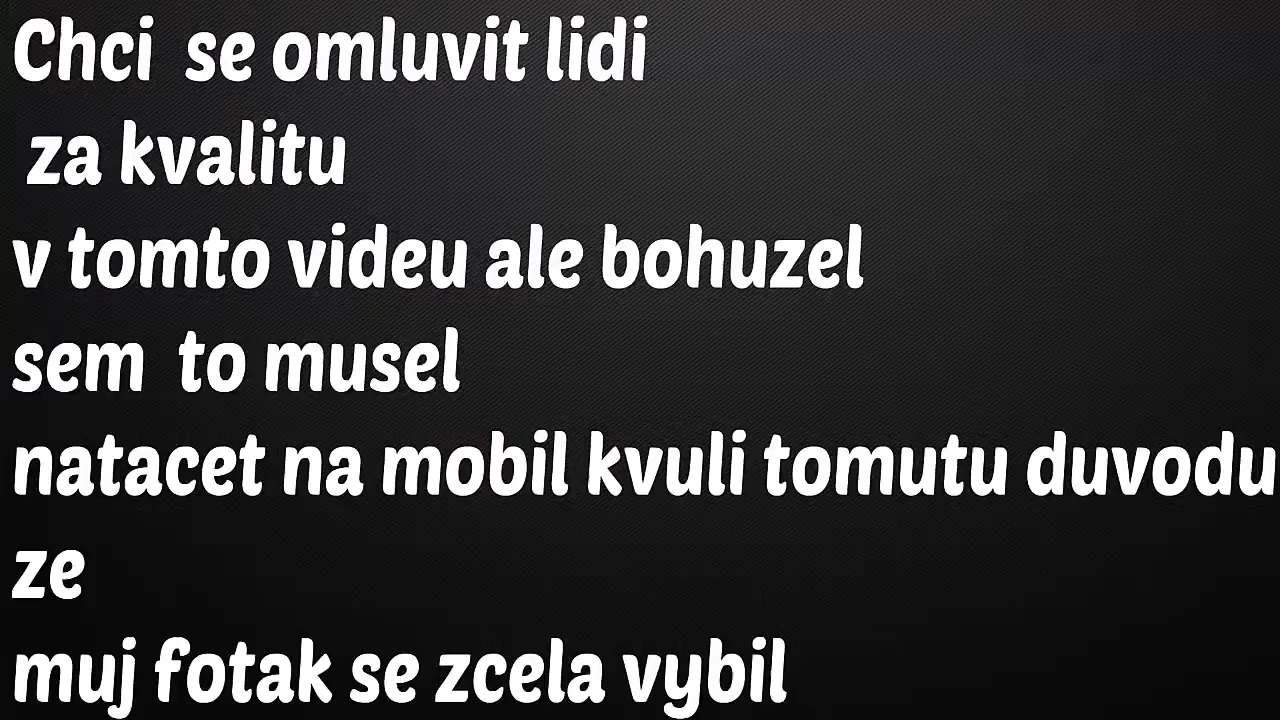 Chci se omluvit lidi
za kvalitu
v tomto videu ale bohuzel
sem to musel
natacet na mobil kvuli tomutu duvodu
ze
muj fotak se zcela vybil